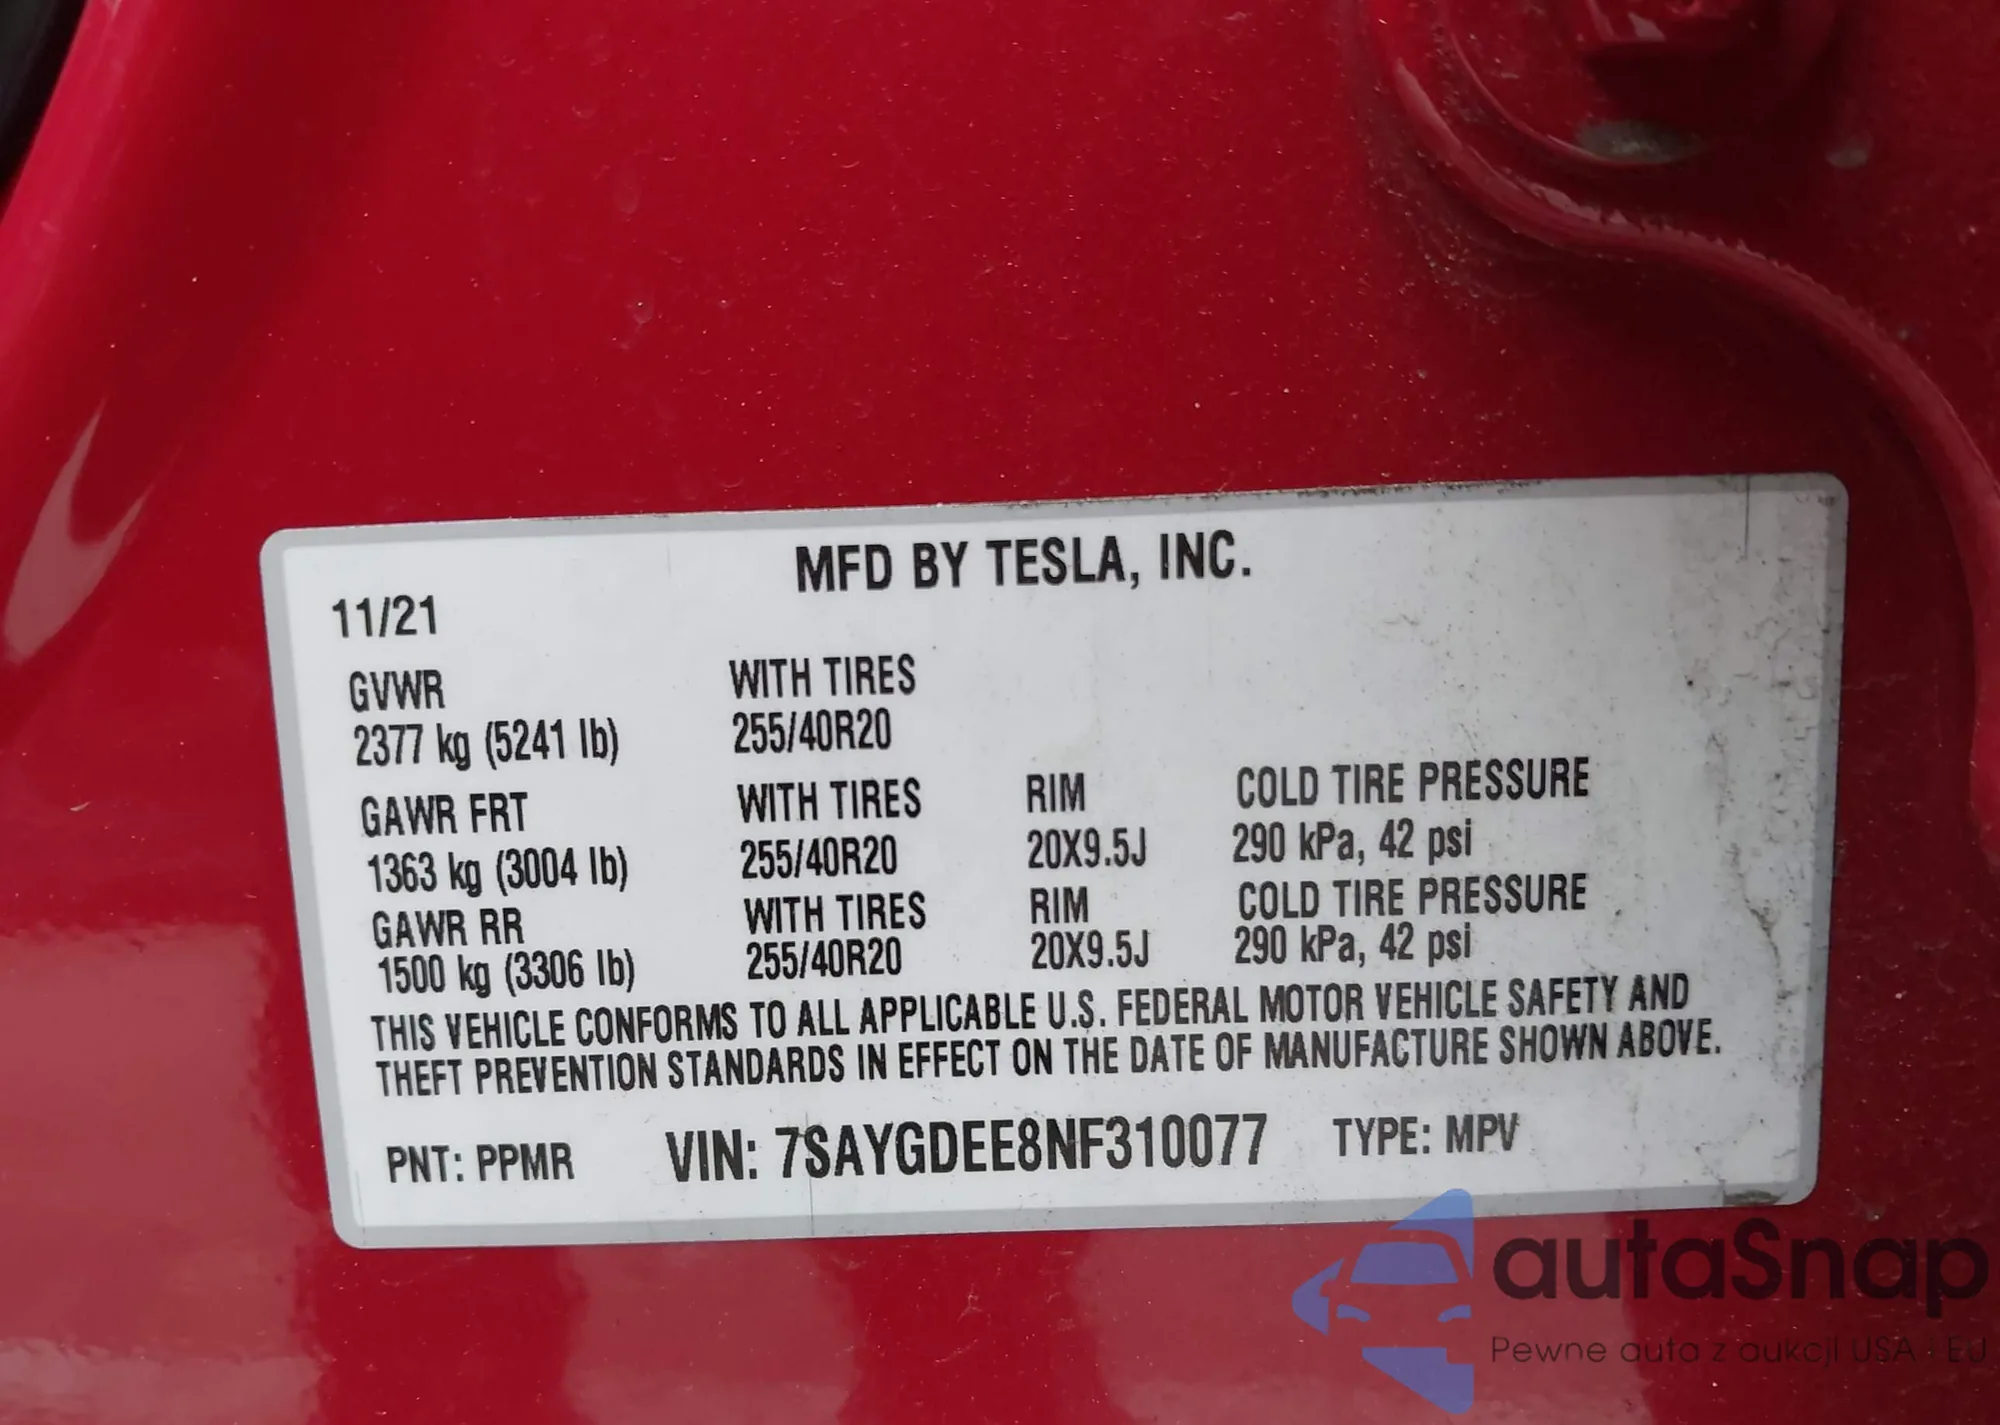 MFD BY TESLA, INC.
11/21
GVWR WITH TIRES
2377 kg (5241 lb) 255/40R20
GAWR FRT WITH TIRES RIM COLD TIRE PRESSURE
1363 kg (3004 lb) 255/40R20 20X9.5J 290 kPa, 42 psi
GAWR RR WITH TIRES RIM COLD TIRE PRESSURE
1500 kg (3306 lb) 255/40R20 20X9.5J 290 kPa, 42 psi
THIS VEHICLE CONFORMS TO ALL APPLICABLE U.S. FEDERAL MOTOR VEHICLE SAFETY AND
THEFT PREVENTION STANDARDS IN EFFECT ON THE DATE OF MANUFACTURE SHOWN ABOVE.
PNT: PPMR VIN: 7SAYGDEE8NF310077 TYPE: MPV
autaSnap
Pewne auta z aukcji USA i EU